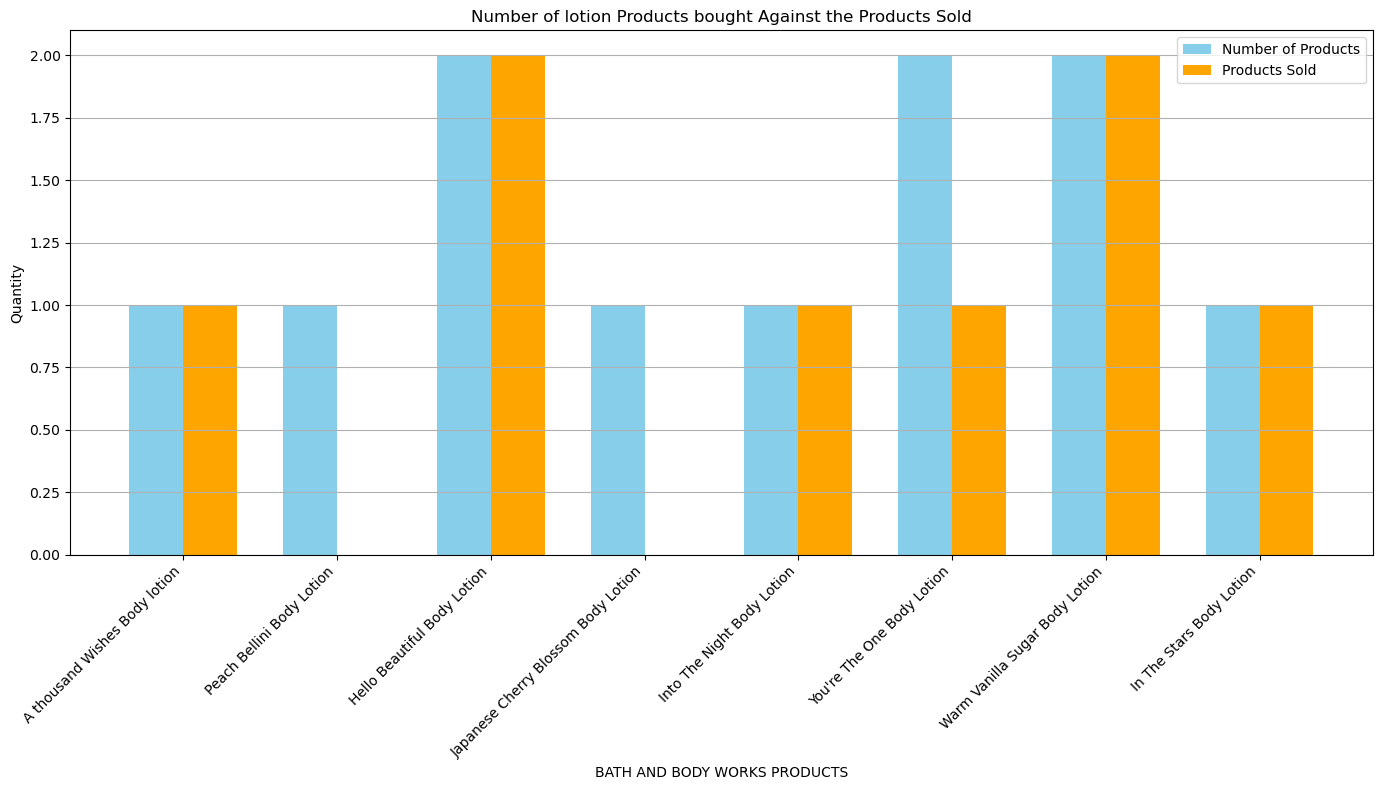 Number of lotion Products bought Against the Products Sold
Number of Products
Products Sold
2.00
1.75
1.50
1.25
1.00
0.75
0.50
0.25
0.00
Quantity
A thousand Wishes Body lotion
Peach Bellini Body Lotion
Hello Beautiful Body Lotion
Japanese Cherry Blossom Body Lotion
Into The Night Body Lotion
You're The One Body Lotion
Warm Vanilla Sugar Body Lotion
In The Stars Body Lotion
BATH AND BODY WORKS PRODUCTS